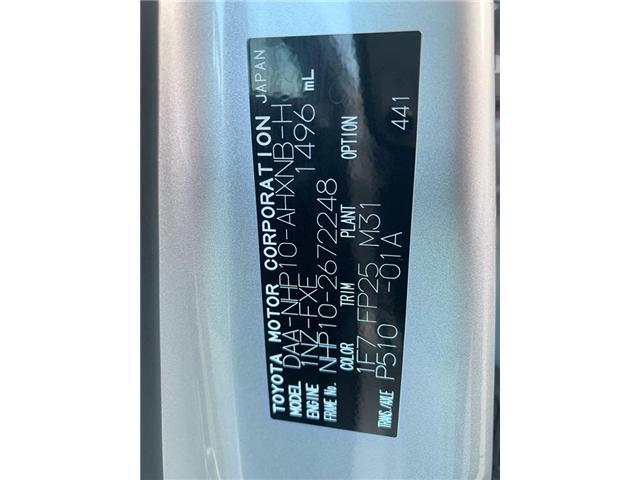 TOYOTA MOTOR CORPORATION JAPAN
MODEL DAA-NHP10-AHXNB-H
ENGINE 1NZ-FXE 1496 mL
FRAME No. NHP10-2672248
COLOR TRIM PLANT OPTION
1F7 FP25 M31 441
TRANS./AXLE P510 -01A